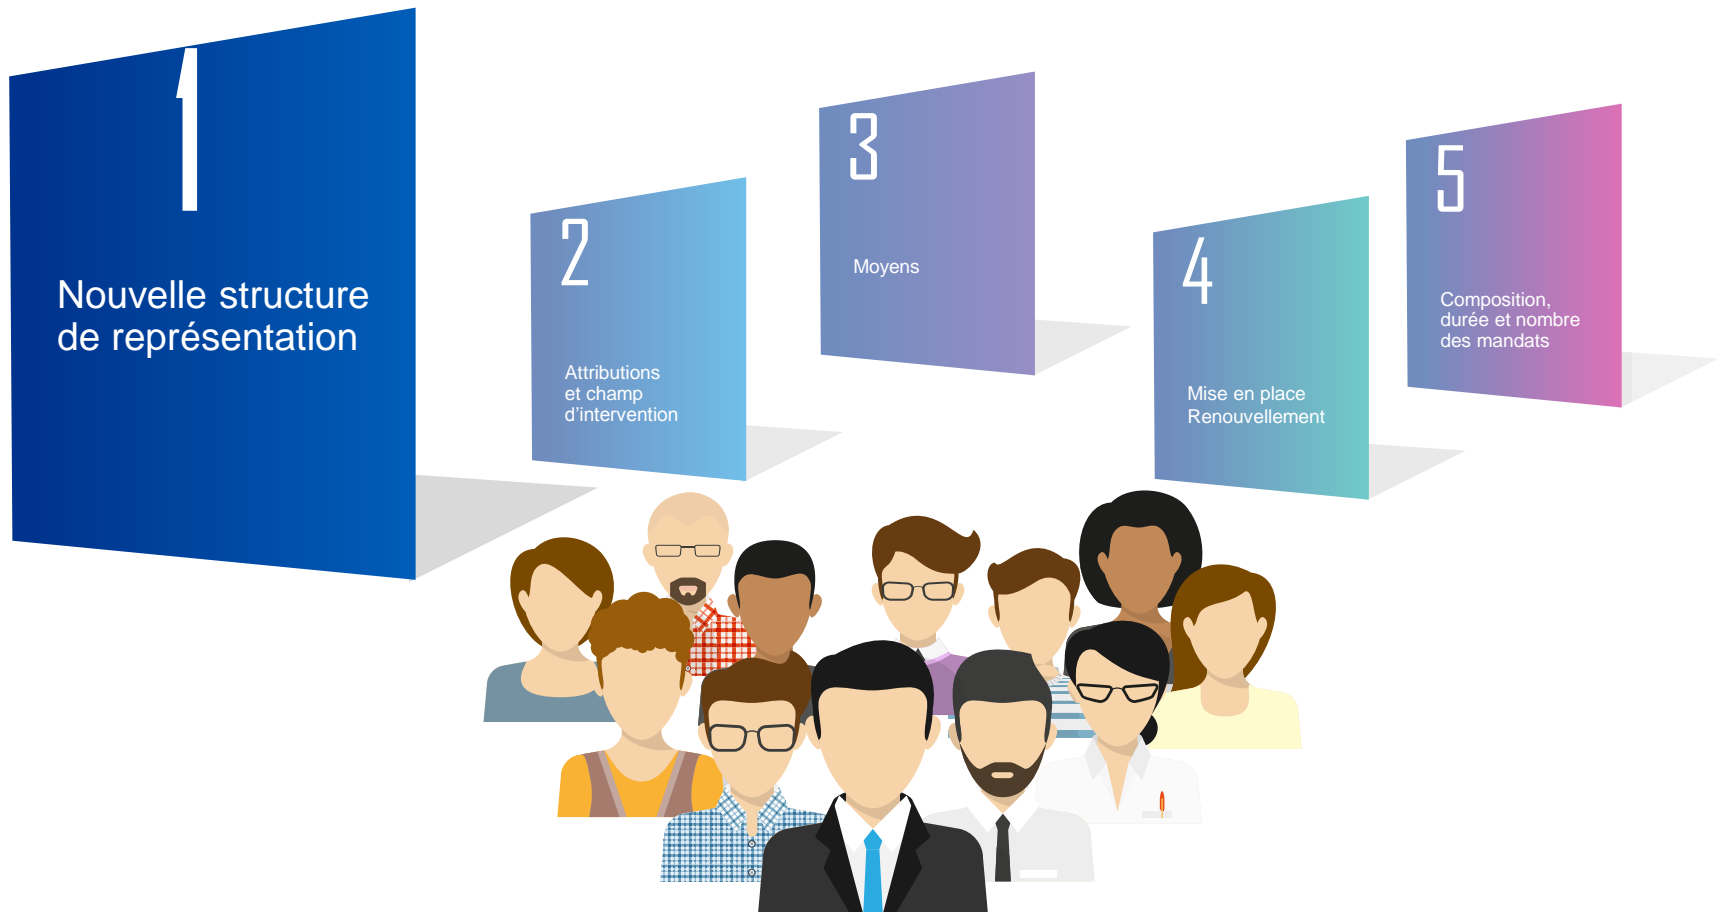 1
Nouvelle structure
de représentation
2
Attributions
et champ
d’intervention
3
Moyens
4
Mise en place
Renouvellement
5
Composition,
durée et nombre
des mandats